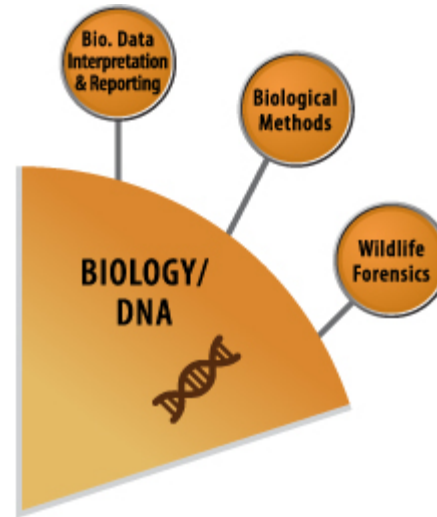 Bio. Data
Interpretation
& Reporting
Biological
Methods
Wildlife
Forensics
BIOLOGY/
DNA